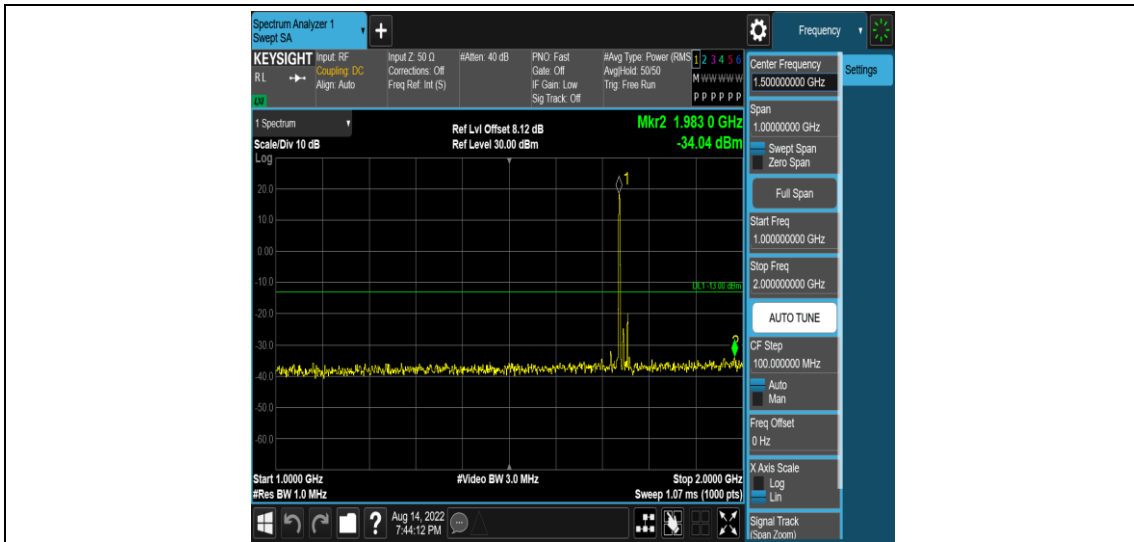 Spectrum Analyzer 1
Swept SA
+
Frequency
KEYSIGHT
RL
LXI
Input: RF
Coupling: DC
Align: Auto
Input Z: 50 Ω
Corrections: Off
Freq Ref: Int (S)
#Atten: 40 dB
PNO: Fast
Gate: Off
IF Gain: Low
Sig Track: Off
#Avg Type: Power (RMS
Avg|Hold: 50/50
Trig: Free Run
1 2 3 4 5 6
M W W W W W
P P P P P P
1 Spectrum
Scale/Div 10 dB
Log
Ref Lvl Offset 8.12 dB
Ref Level 30.00 dBm
Mkr2 1.983 0 GHz
-34.04 dBm
1
20.0
10.0
0.00
-10.0
DL1 -13.00 dBm
-20.0
-30.0
2
-40.0
-50.0
-60.0
Start 1.0000 GHz
#Res BW 1.0 MHz
#Video BW 3.0 MHz
Stop 2.0000 GHz
Sweep 1.07 ms (1000 pts)
?
Aug 14, 2022
7:44:12 PM
Center Frequency
1.500000000 GHz
Settings
Span
1.00000000 GHz
Swept Span
Zero Span
Full Span
Start Freq
1.000000000 GHz
Stop Freq
2.000000000 GHz
AUTO TUNE
CF Step
100.000000 MHz
Auto
Man
Freq Offset
0 Hz
X Axis Scale
Log
Lin
Signal Track
(Span Zoom)